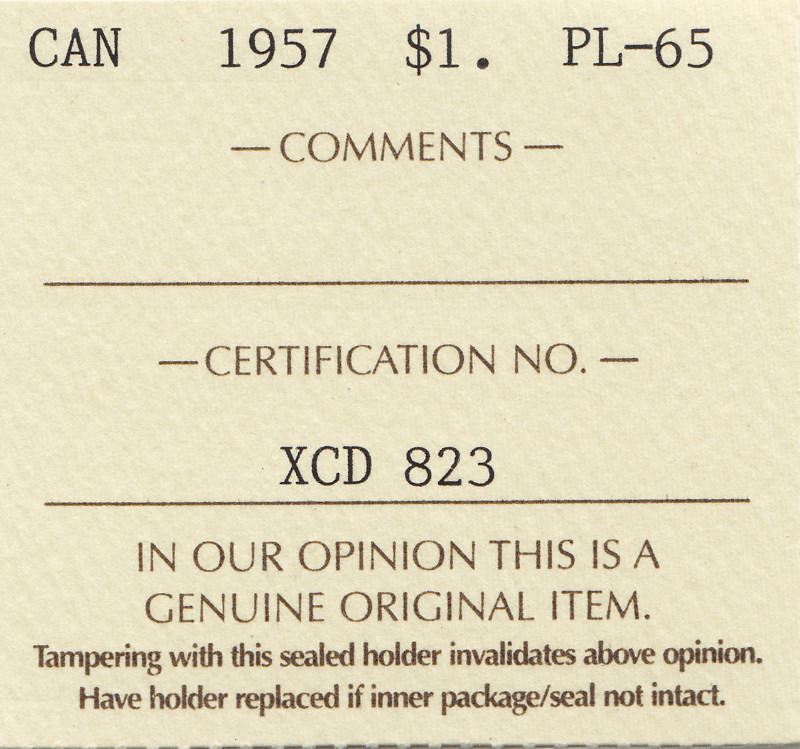 CAN 1957 $1. PL-65
— COMMENTS —
— CERTIFICATION NO. —
XCD 823
IN OUR OPINION THIS IS A
GENUINE ORIGINAL ITEM.
Tampering with this sealed holder invalidates above opinion.
Have holder replaced if inner package/seal not intact.